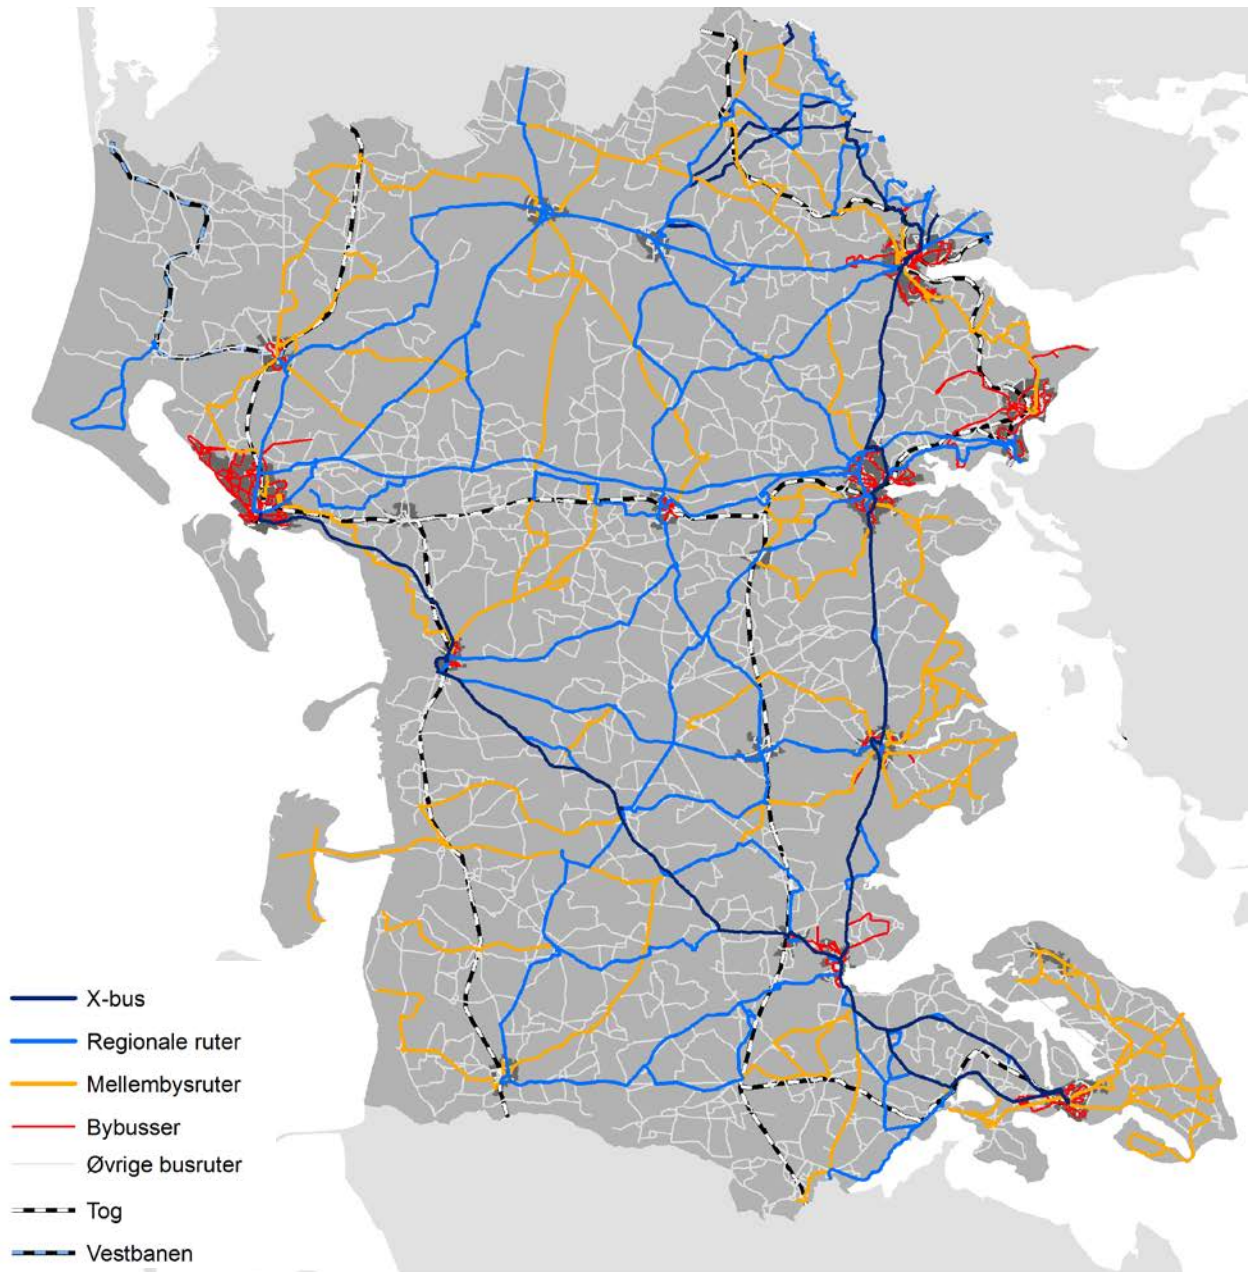 X-bus
Regionale ruter
Mellembysruter
Bybusser
Øvrige busruter
Tog
Vestbanen